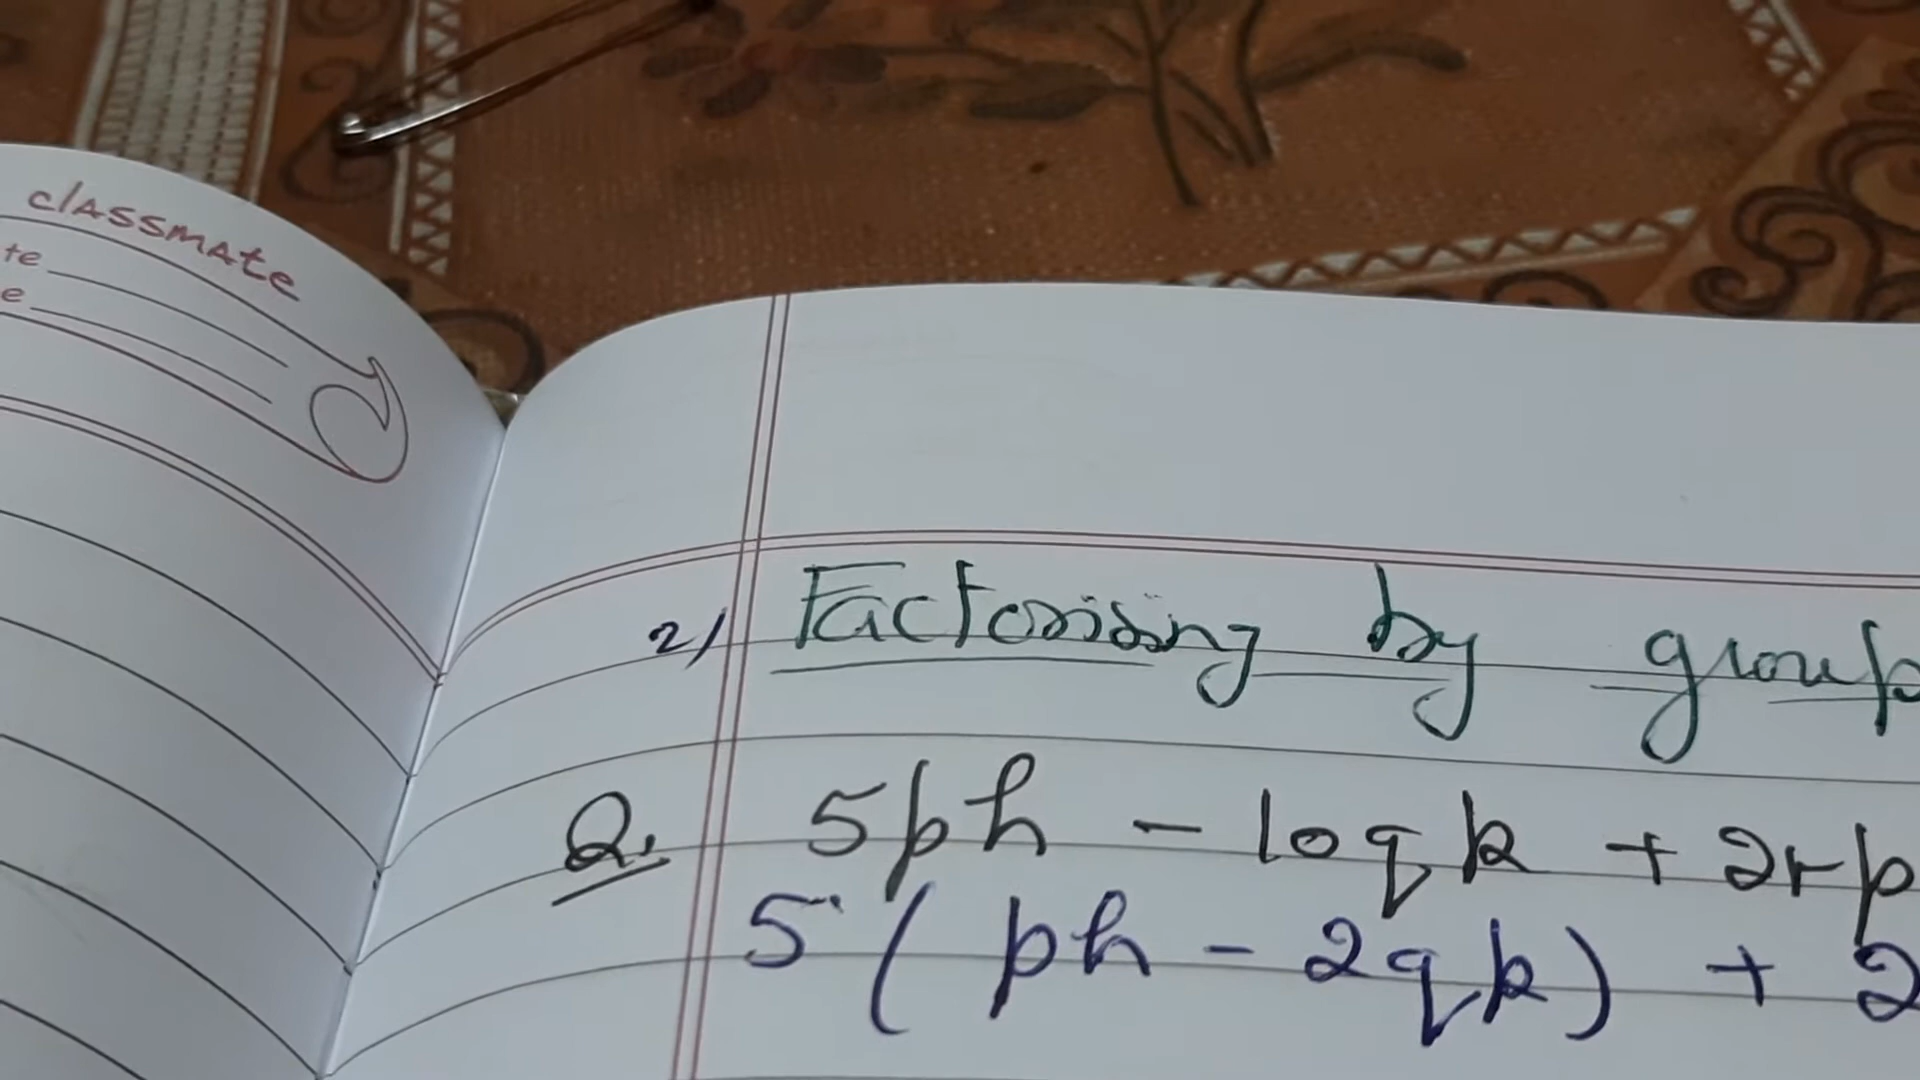 classmate
te
e
2) Factorising by group
Q. 5ph - 10qk + 2rp
5(ph - 2qk) + 2